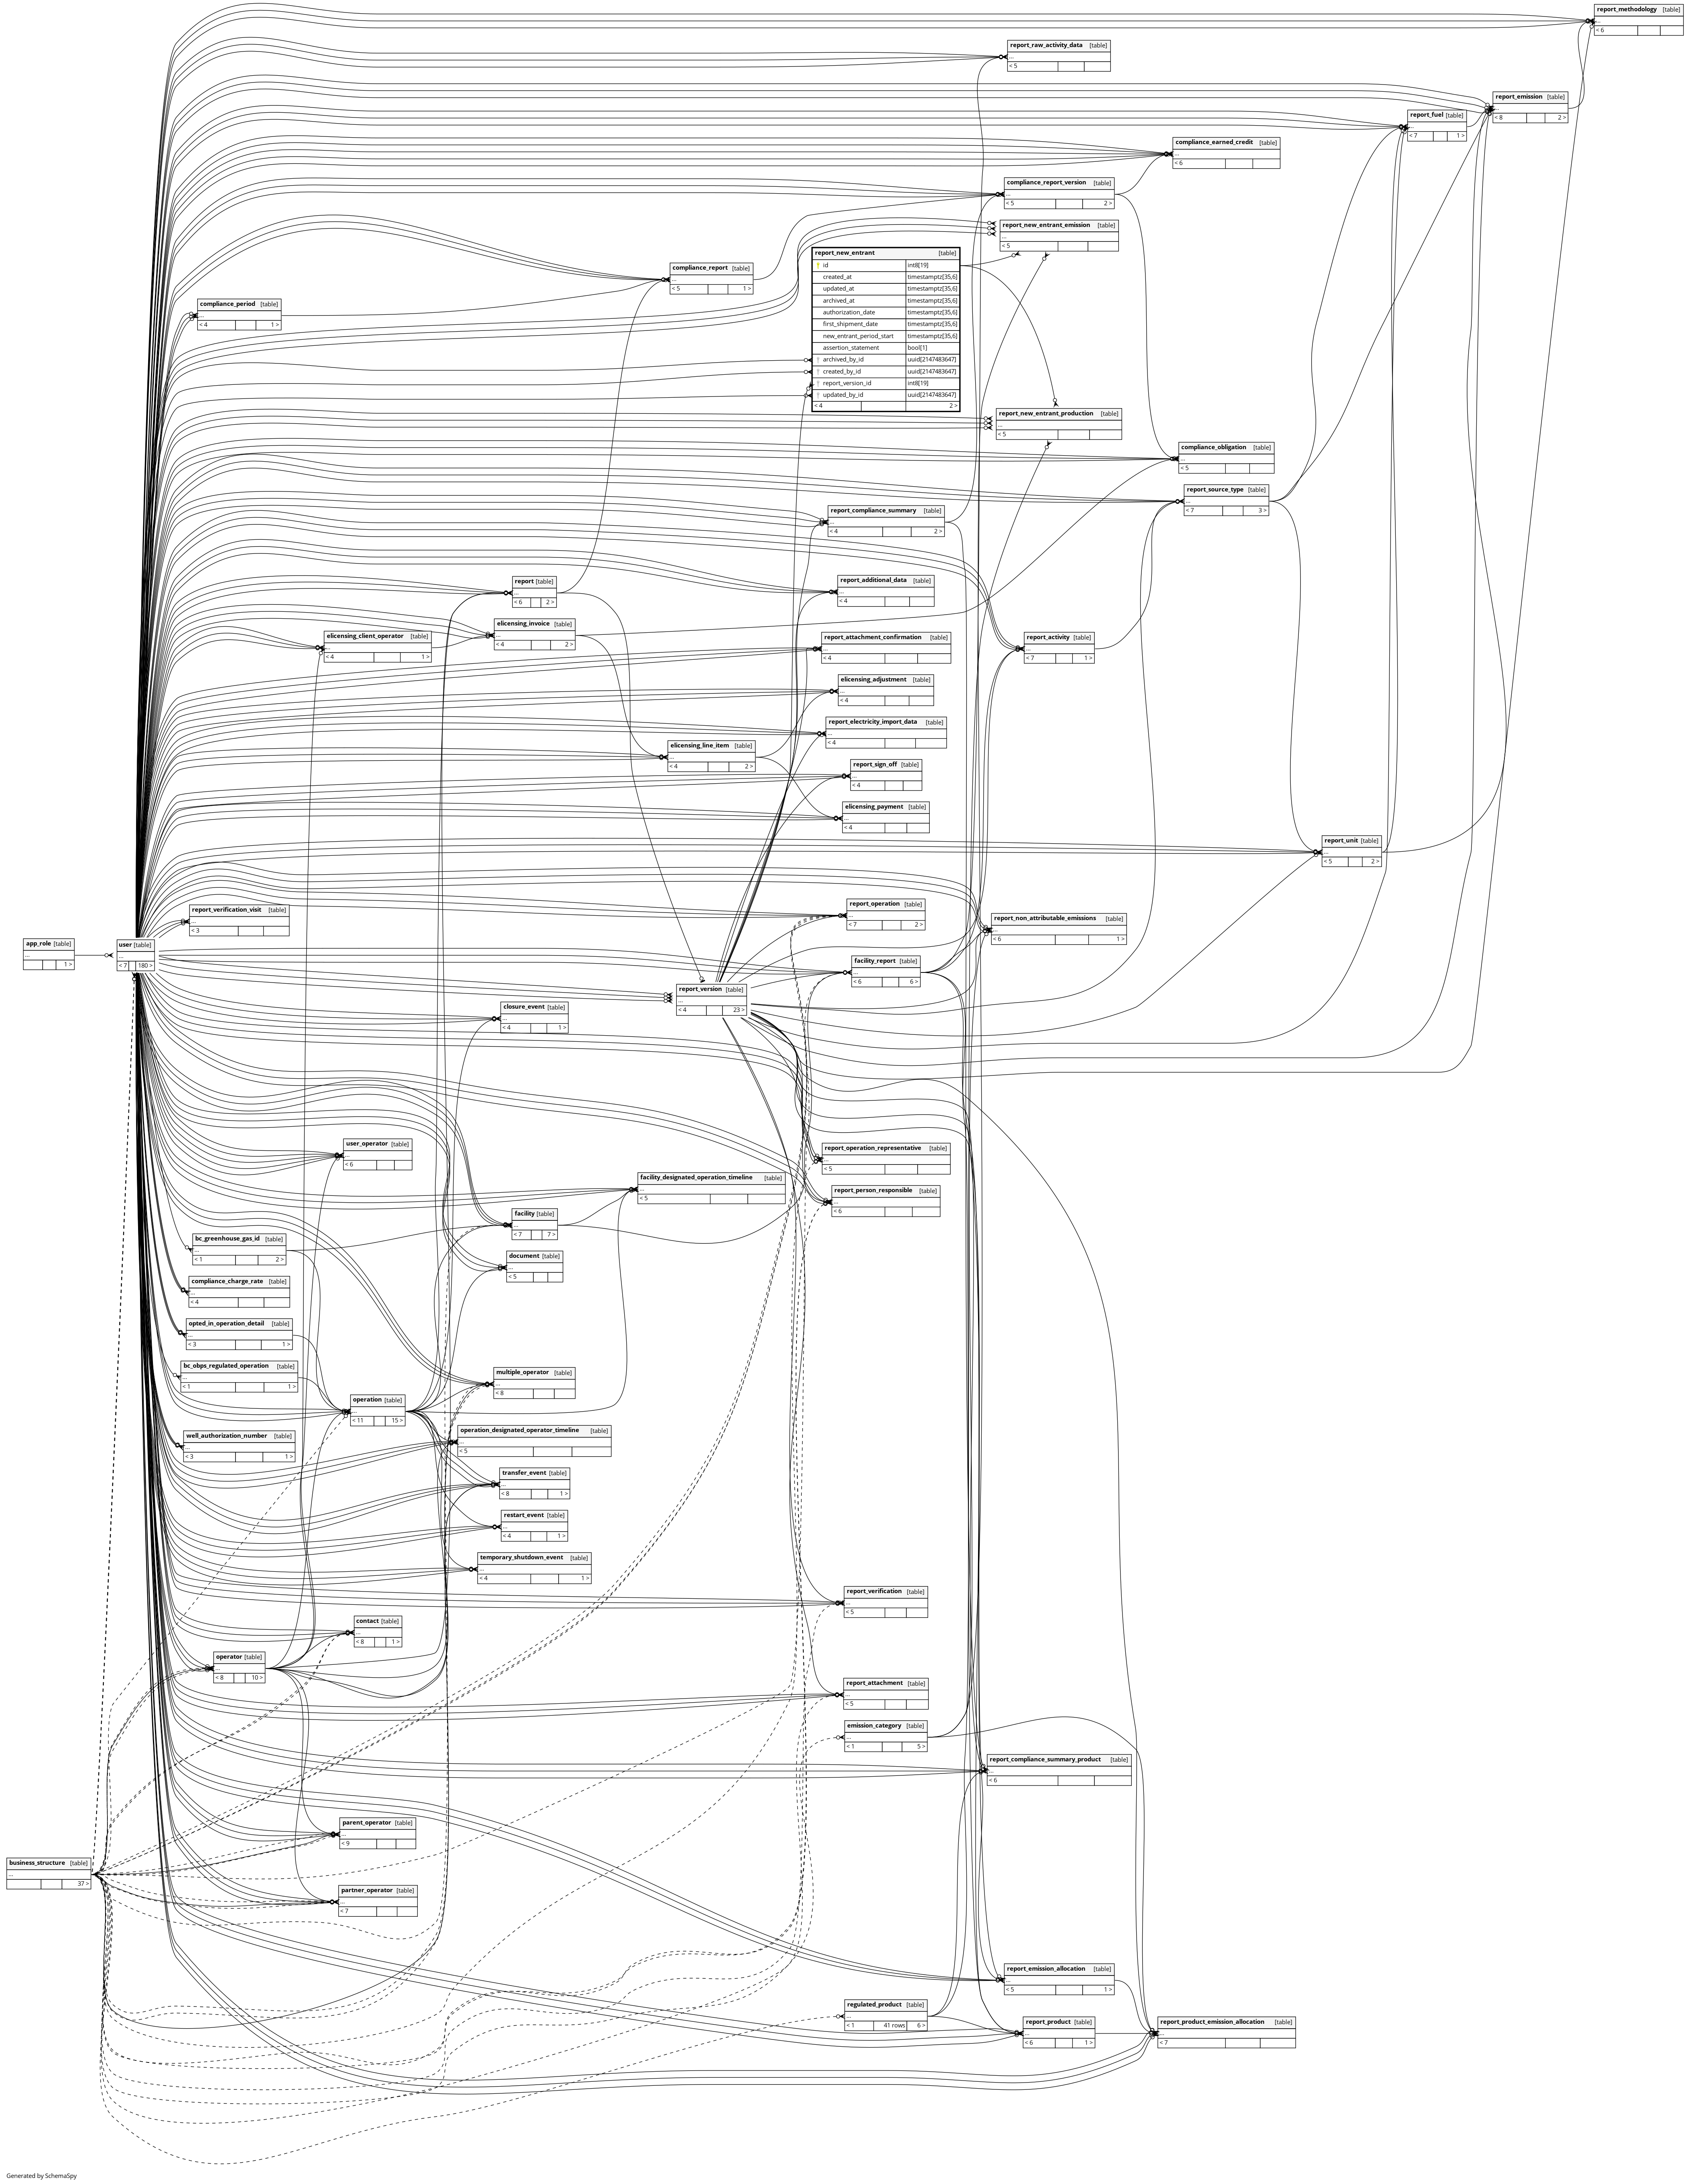 report_methodology [table]
...
< 6
report_raw_activity_data [table]
...
< 5
report_emission [table]
...
< 8 2 >
report_fuel [table]
...
< 7 1 >
compliance_earned_credit [table]
...
< 6
compliance_report_version [table]
...
< 5 2 >
report_new_entrant_emission [table]
...
< 5
report_new_entrant [table]
id int8[19]
created_at timestamptz[35,6]
updated_at timestamptz[35,6]
archived_at timestamptz[35,6]
authorization_date timestamptz[35,6]
first_shipment_date timestamptz[35,6]
new_entrant_period_start timestamptz[35,6]
assertion_statement bool[1]
archived_by_id uuid[2147483647]
created_by_id uuid[2147483647]
report_version_id int8[19]
updated_by_id uuid[2147483647]
< 4 2 >
compliance_report [table]
...
< 5 1 >
compliance_period [table]
...
< 4 1 >
report_new_entrant_production [table]
...
< 5
compliance_obligation [table]
...
< 5
report_source_type [table]
...
< 7 3 >
report_compliance_summary [table]
...
< 4 2 >
report [table]
...
< 6 2 >
report_additional_data [table]
...
< 4
elicensing_invoice [table]
...
< 4 2 >
elicensing_client_operator [table]
...
< 4 1 >
report_attachment_confirmation [table]
...
< 4
report_activity [table]
...
< 7 1 >
elicensing_adjustment [table]
...
< 4
report_electricity_import_data [table]
...
< 4
elicensing_line_item [table]
...
< 4 2 >
report_sign_off [table]
...
< 4
elicensing_payment [table]
...
< 4
report_unit [table]
...
< 5 2 >
report_verification_visit [table]
...
< 3
report_operation [table]
...
< 7 2 >
report_non_attributable_emissions [table]
...
< 6 1 >
app_role [table]
...
1 >
user [table]
...
< 7 180 >
facility_report [table]
...
< 6 6 >
report_version [table]
...
< 4 23 >
closure_event [table]
...
< 4 1 >
user_operator [table]
...
< 6
report_operation_representative [table]
...
< 5
facility_designated_operation_timeline [table]
...
< 5
report_person_responsible [table]
...
< 6
facility [table]
...
< 7 7 >
bc_greenhouse_gas_id [table]
...
< 1 2 >
document [table]
...
< 5
compliance_charge_rate [table]
...
< 4
opted_in_operation_detail [table]
...
< 3 1 >
bc_obps_regulated_operation [table]
...
< 1 1 >
multiple_operator [table]
...
< 8
operation [table]
...
< 11 15 >
well_authorization_number [table]
...
< 3 1 >
operation_designated_operator_timeline [table]
...
< 5
transfer_event [table]
...
< 8 1 >
restart_event [table]
...
< 4 1 >
temporary_shutdown_event [table]
...
< 4 1 >
report_verification [table]
...
< 5
contact [table]
...
< 8 1 >
operator [table]
...
< 8 10 >
report_attachment [table]
...
< 5
emission_category [table]
...
< 1 5 >
report_compliance_summary_product [table]
...
< 6
parent_operator [table]
...
< 9
business_structure [table]
...
37 >
partner_operator [table]
...
< 7
report_emission_allocation [table]
...
< 5 1 >
regulated_product [table]
...
< 1 41 rows 6 >
report_product [table]
...
< 6 1 >
report_product_emission_allocation [table]
...
< 7
Generated by SchemaSpy